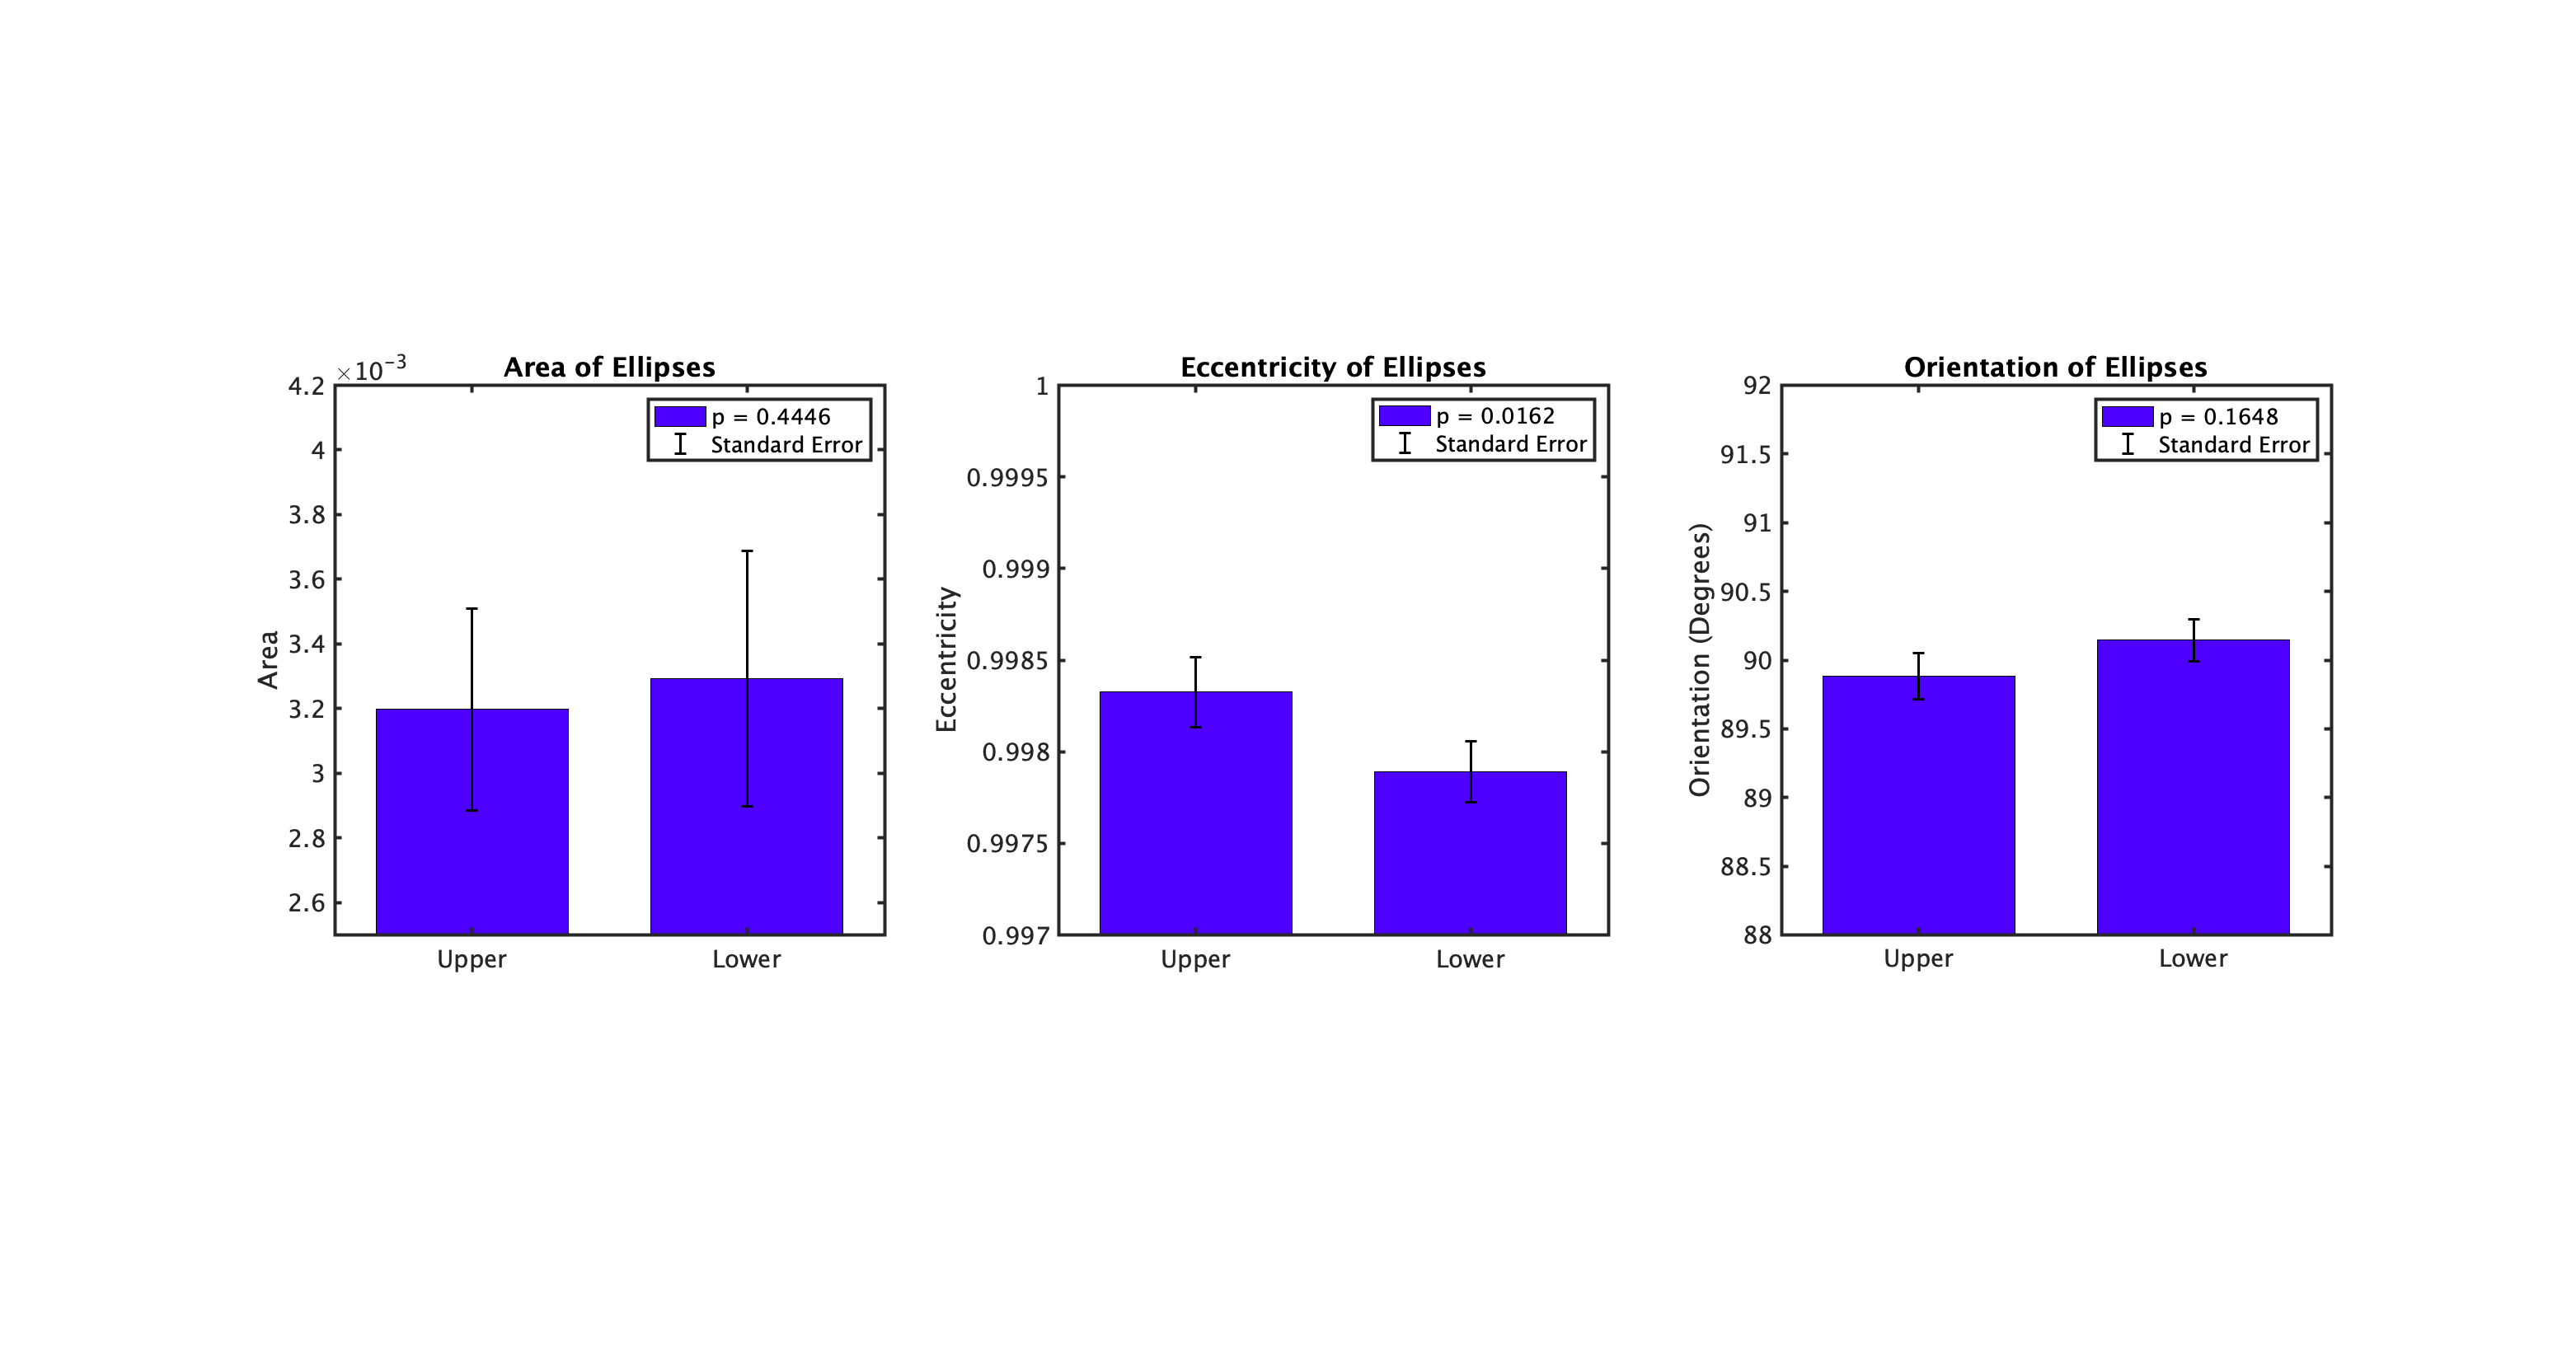 Area of Ellipses
×10⁻³
4.2
4
3.8
3.6
3.4
3.2
3
2.8
2.6
Area
p = 0.4446
Standard Error
Upper Lower
Eccentricity of Ellipses
1
0.9995
0.999
0.9985
0.998
0.9975
0.997
Eccentricity
p = 0.0162
Standard Error
Upper Lower
Orientation of Ellipses
92
91.5
91
90.5
90
89.5
89
88.5
88
Orientation (Degrees)
p = 0.1648
Standard Error
Upper Lower